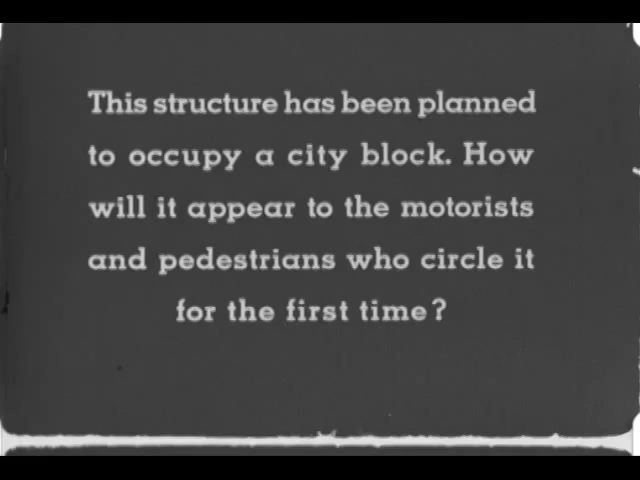 This structure has been planned
to occupy a city block. How
will it appear to the motorists
and pedestrians who circle it
for the first time?